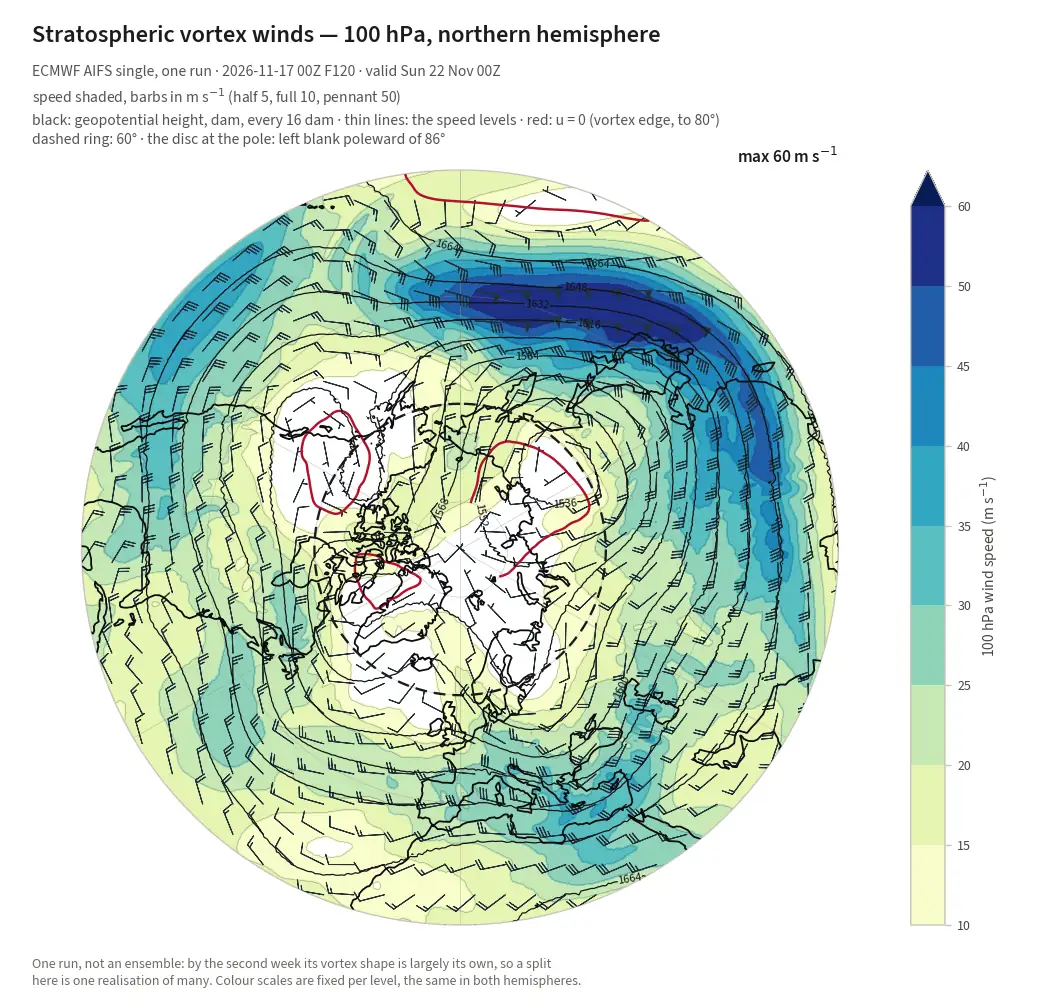 Stratospheric vortex winds — 100 hPa, northern hemisphere
ECMWF AIFS single, one run · 2026-11-17 00Z F120 · valid Sun 22 Nov 00Z
speed shaded, barbs in m s⁻¹ (half 5, full 10, pennant 50)
black: geopotential height, dam, every 16 dam · thin lines: the speed levels · red: u = 0 (vortex edge, to 80°)
dashed ring: 60° · the disc at the pole: left blank poleward of 86°
max 60 m s⁻¹
1664
1664
1648
1632
1616
1584
1568
1552
1536
1600
1664
60
50
45
40
35
30
25
20
15
10
100 hPa wind speed (m s⁻¹)
One run, not an ensemble: by the second week its vortex shape is largely its own, so a split
here is one realisation of many. Colour scales are fixed per level, the same in both hemispheres.